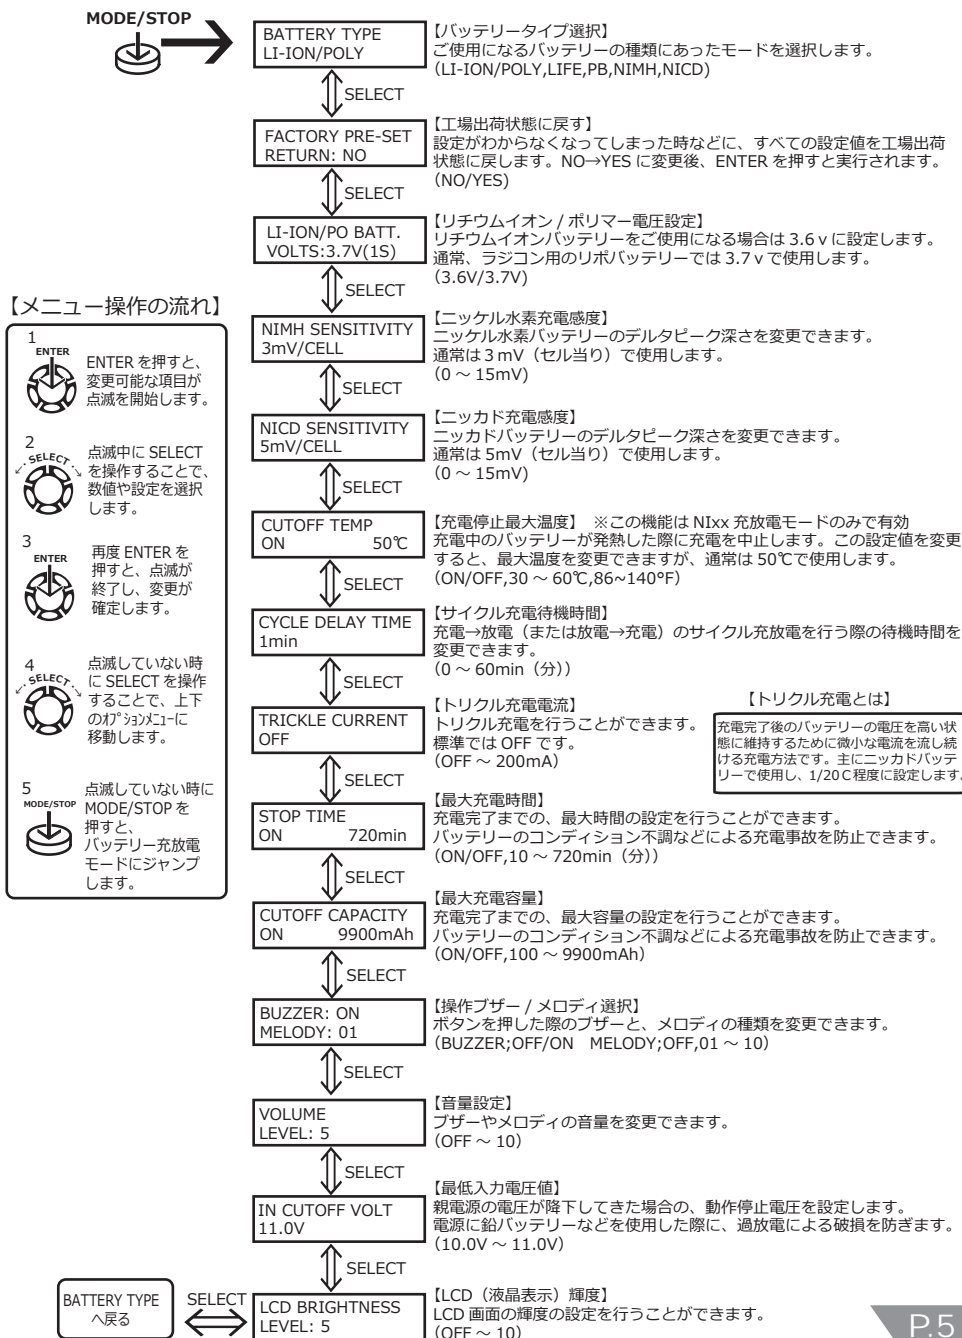 MODE/STOP
BATTERY TYPE
LI-ION/POLY
【バッテリータイプ選択】
ご使用になるバッテリーの種類にあったモードを選択します。
(LI-ION/POLY,LIFE,PB,NIMH,NICD)
SELECT
FACTORY PRE-SET
RETURN: NO
【工場出荷状態に戻す】
設定がわからなくなってしまった時などに、すべての設定値を工場出荷
状態に戻します。NO→YES に変更後、ENTER を押すと実行されます。
(NO/YES)
SELECT
LI-ION/PO BATT.
VOLTS:3.7V(1S)
【リチウムイオン / ポリマー電圧設定】
リチウムイオンバッテリーをご使用になる場合は 3.6ｖに設定します。
通常、ラジコン用のリポバッテリーでは 3.7ｖで使用します。
(3.6V/3.7V)
SELECT
NIMH SENSITIVITY
3mV/CELL
【ニッケル水素充電感度】
ニッケル水素バッテリーのデルタピーク深さを変更できます。
通常は 3 mV（セル当り）で使用します。
(0 ～ 15mV)
SELECT
NICD SENSITIVITY
5mV/CELL
【ニッカド充電感度】
ニッカドバッテリーのデルタピーク深さを変更できます。
通常は 5mV（セル当り）で使用します。
(0 ～ 15mV)
SELECT
CUTOFF TEMP
ON 50℃
【充電停止最大温度】 ※この機能は NIxx 充放電モードのみで有効
充電中のバッテリーが発熱した際に充電を中止します。この設定値を変更
すると、最大温度を変更できますが、通常は 50℃で使用します。
(ON/OFF,30 ～ 60℃,86~140°F）
SELECT
CYCLE DELAY TIME
1min
【サイクル充電待機時間】
充電→放電（または放電→充電）のサイクル充放電を行う際の待機時間を
変更できます。
（0 ～ 60min（分））
SELECT
TRICKLE CURRENT
OFF
【トリクル充電電流】
トリクル充電を行うことができます。
標準では OFF です。
（OFF ～ 200mA）
【トリクル充電とは】
充電完了後のバッテリーの電圧を高い状
態に維持するために微小な電流を流し続
ける充電方法です。主にニッカドバッテ
リーで使用し、1/20Ｃ程度に設定します。
SELECT
STOP TIME
ON 720min
【最大充電時間】
充電完了までの、最大時間の設定を行うことができます。
バッテリーのコンディション不調などによる充電事故を防止できます。
（ON/OFF,10 ～ 720min（分））
SELECT
CUTOFF CAPACITY
ON 9900mAh
【最大充電容量】
充電完了までの、最大容量の設定を行うことができます。
バッテリーのコンディション不調などによる充電事故を防止できます。
（ON/OFF,100 ～ 9900mAh）
SELECT
BUZZER: ON
MELODY: 01
【操作ブザー / メロディ選択】
ボタンを押した際のブザーと、メロディの種類を変更できます。
（BUZZER;OFF/ON MELODY;OFF,01 ～ 10）
SELECT
VOLUME
LEVEL: 5
【音量設定】
ブザーやメロディの音量を変更できます。
（OFF ～ 10）
SELECT
IN CUTOFF VOLT
11.0V
【最低入力電圧値】
親電源の電圧が降下してきた場合の、動作停止電圧を設定します。
電源に鉛バッテリーなどを使用した際に、過放電による破損を防ぎます。
（10.0V ～ 11.0V）
SELECT
LCD BRIGHTNESS
LEVEL: 5
【LCD（液晶表示）輝度】
LCD 画面の輝度の設定を行うことができます。
（OFF ～ 10）
SELECT
BATTERY TYPE
へ戻る
【メニュー操作の流れ】
1
ENTER
ENTER を押すと、
変更可能な項目が
点滅を開始します。
2
SELECT
点滅中に SELECT
を操作することで、
数値や設定を選択
します。
3
ENTER
再度 ENTER を
押すと、点滅が
終了し、変更が
確定します。
4
SELECT
点滅していない時
に SELECT を操作
することで、上下
のｵﾌﾟｼｮﾝﾒﾆｭｰに
移動します。
5
MODE/STOP
点滅していない時に
MODE/STOP を
押すと、
バッテリー充放電
モードにジャンプ
します。
P.5